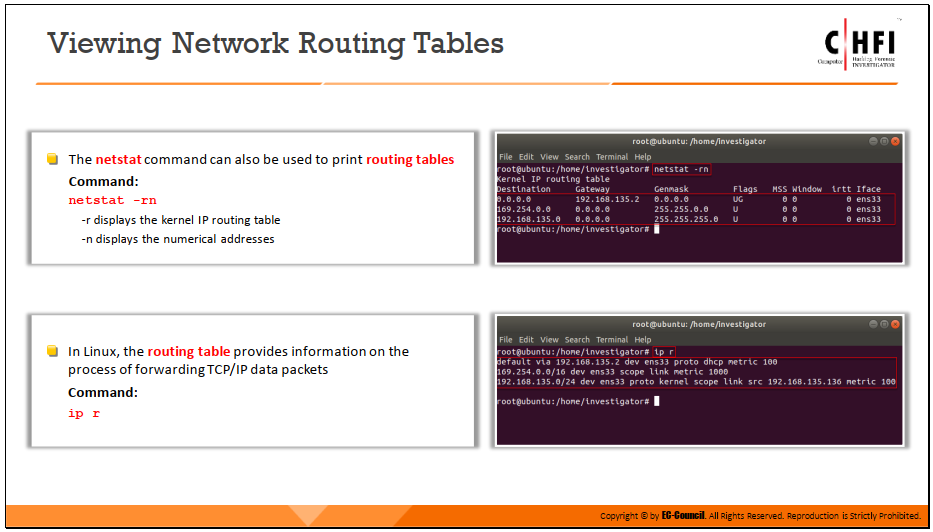 Viewing Network Routing Tables
CHFI
Computer Hacking Forensic
INVESTIGATOR
The netstat command can also be used to print routing tables
Command:
netstat -rn
-r displays the kernel IP routing table
-n displays the numerical addresses
root@ubuntu: /home/investigator
File Edit View Search Terminal Help
root@ubuntu:/home/investigator# netstat -rn
Kernel IP routing table
Destination Gateway Genmask Flags MSS Window irtt Iface
0.0.0.0 192.168.135.2 0.0.0.0 UG 0 0 0 ens33
169.254.0.0 0.0.0.0 255.255.0.0 U 0 0 0 ens33
192.168.135.0 0.0.0.0 255.255.255.0 U 0 0 0 ens33
root@ubuntu:/home/investigator#
In Linux, the routing table provides information on the
process of forwarding TCP/IP data packets
Command:
ip r
root@ubuntu: /home/investigator
File Edit View Search Terminal Help
root@ubuntu:/home/investigator# ip r
default via 192.168.135.2 dev ens33 proto dhcp metric 100
169.254.0.0/16 dev ens33 scope link metric 1000
192.168.135.0/24 dev ens33 proto kernel scope link src 192.168.135.136 metric 100
root@ubuntu:/home/investigator#
Copyright © by EC-Council. All Rights Reserved. Reproduction is Strictly Prohibited.